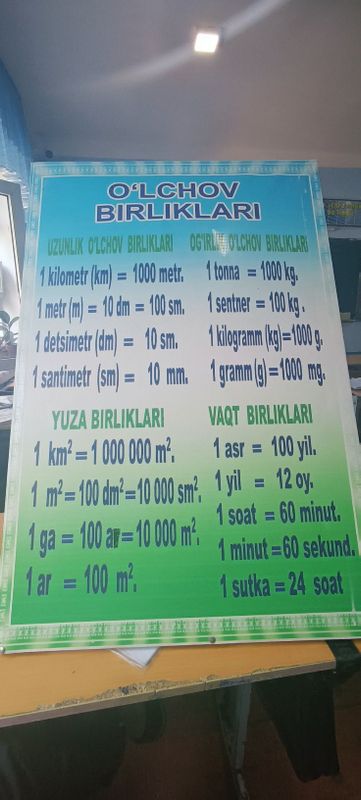 O'LCHOV
BIRLIKLARI
UZUNLIK O'LCHOV BIRLIKLARI
1 kilometr (km) = 1000 metr.
1 metr (m) = 10 dm = 100 sm.
1 detsimetr (dm) = 10 sm.
1 santimetr (sm) = 10 mm.
OG'IRLIK O'LCHOV BIRLIKLARI
1 tonna = 1000 kg.
1 sentner = 100 kg.
1 kilogramm (kg)=1000 g.
1 gramm (g)=1000 mg.
YUZA BIRLIKLARI
1 km² = 1 000 000 m².
1 m²=100 dm²=10 000 sm².
1 ga = 100 ar=10 000 m².
1 ar = 100 m².
VAQT BIRLIKLARI
1 asr = 100 yil.
1 yil = 12 oy.
1 soat = 60 minut.
1 minut=60 sekund.
1 sutka=24 soat